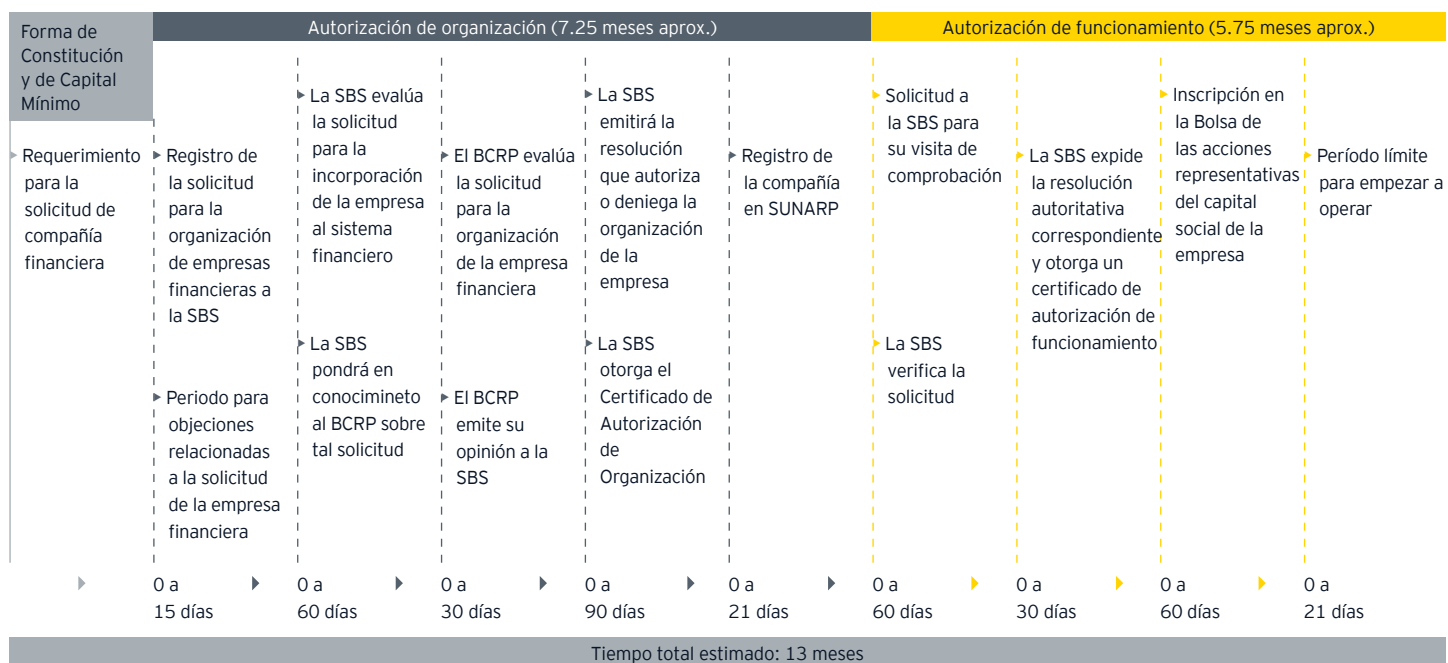 Forma de
Constitución
y de Capital
Mínimo
Autorización de organización (7.25 meses aprox.)
Autorización de funcionamiento (5.75 meses aprox.)
Requerimiento
para la
solicitud de
compañía
financiera
Registro de
la solicitud
para la
organización
de empresas
financieras a
la SBS
Periodo para
objeciones
relacionadas
a la solicitud
de la empresa
financiera
La SBS evalúa
la solicitud
para la
incorporación
de la empresa
al sistema
financiero
La SBS
pondrá en
conocimineto
al BCRP sobre
tal solicitud
El BCRP evalúa
la solicitud
para la
organización
de la empresa
financiera
El BCRP
emite su
opinión a la
SBS
La SBS
emitirá la
resolución
que autoriza
o deniega la
organización
de la
empresa
La SBS
otorga el
Certificado de
Autorización
de
Organización
Registro de
la compañía
en SUNARP
Solicitud a
la SBS para
su visita de
comprobación
La SBS
verifica la
solicitud
La SBS expide
la resolución
autoritativa
correspondiente
y otorga un
certificado de
autorización de
funcionamiento
Inscripción en
la Bolsa de
las acciones
representativas
del capital
social de la
empresa
Período límite
para empezar a
operar
0 a
15 días
0 a
60 días
0 a
30 días
0 a
90 días
0 a
21 días
0 a
60 días
0 a
30 días
0 a
60 días
0 a
21 días
Tiempo total estimado: 13 meses